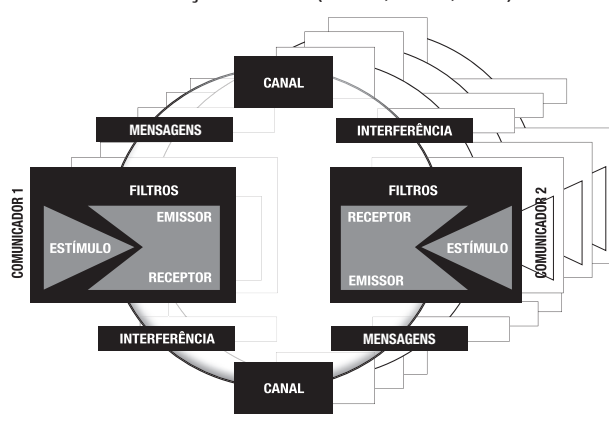 CANAL
MENSAGENS
INTERFERÊNCIA
COMUNICADOR 1
FILTROS
EMISSOR
ESTÍMULO
RECEPTOR
FILTROS
RECEPTOR
ESTÍMULO
EMISSOR
COMUNICADOR 2
INTERFERÊNCIA
MENSAGENS
CANAL